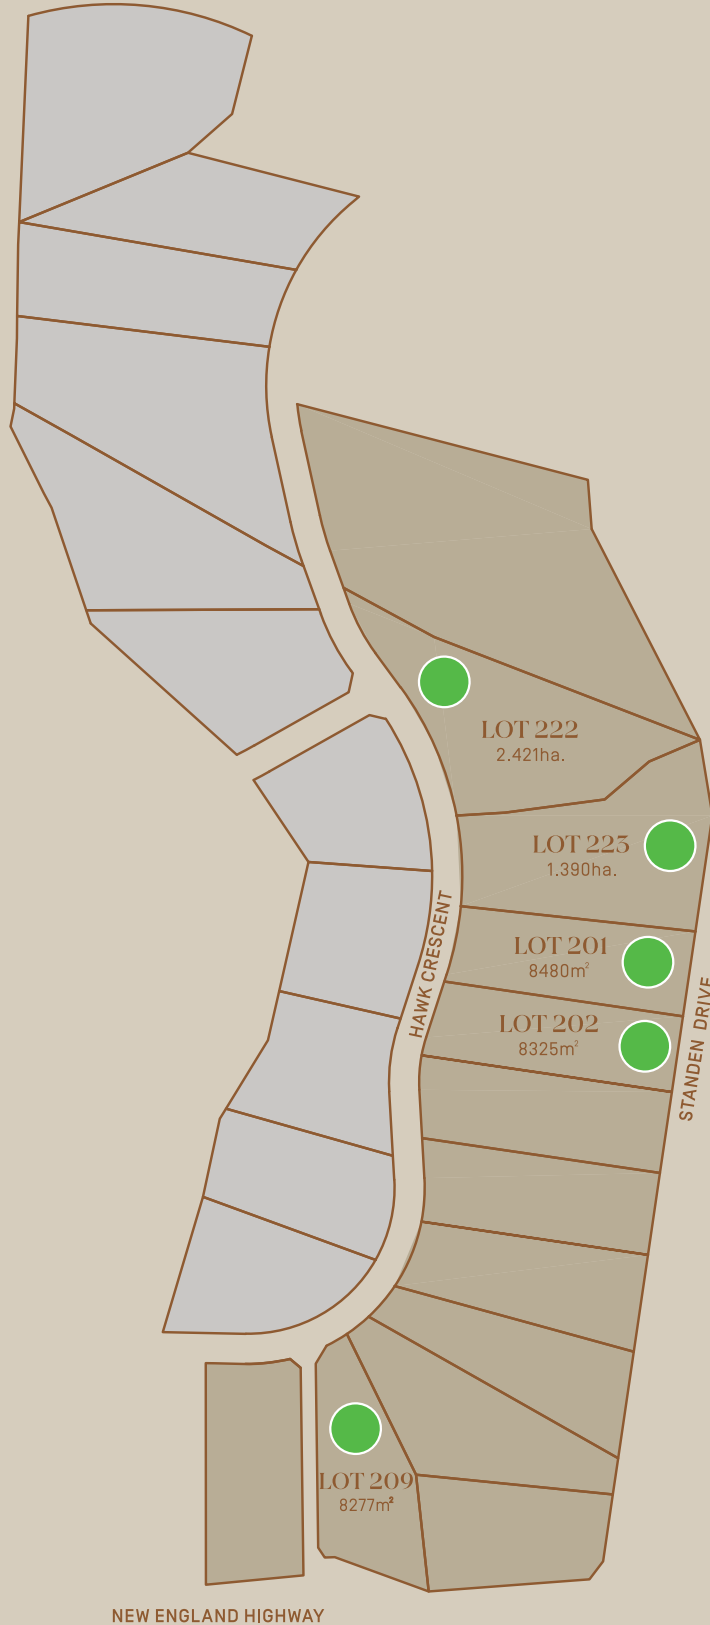 LOT 222
2.421ha.
LOT 223
1.390ha.
HAWK CRESCENT
LOT 201
8480m²
LOT 202
8325m²
STANDEN DRIVE
LOT 209
8277m²
NEW ENGLAND HIGHWAY